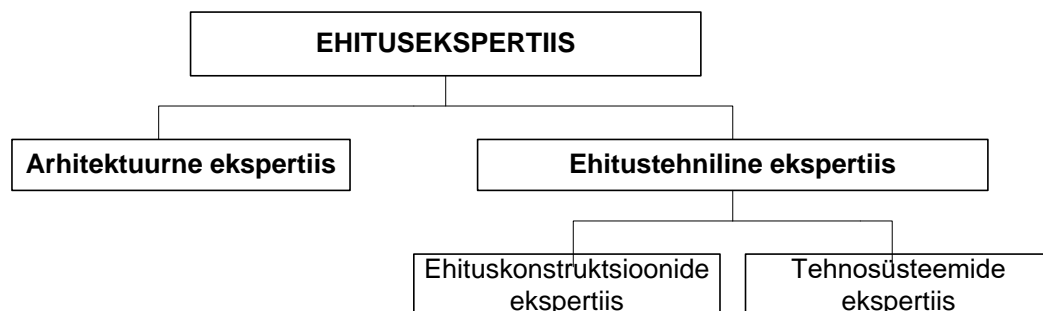 EHITUSEKSPERTIIS
Arhitektuurne ekspertiis
Ehitustehniline ekspertiis
Ehituskonstruktsioonide
ekspertiis
Tehnosüsteemide
ekspertiis